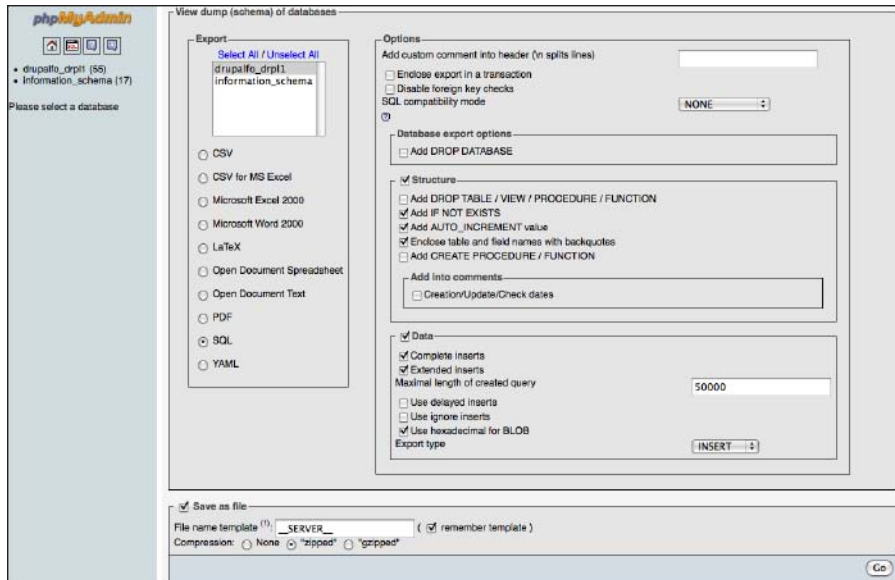 phpMyAdmin
drupalfo_drpl1 (55)
information_schema (17)
Please select a database
View dump (schema) of databases
Export
Select All / Unselect All
drupalfo_drpl1
information_schema
CSV
CSV for MS Excel
Microsoft Excel 2000
Microsoft Word 2000
LaTeX
Open Document Spreadsheet
Open Document Text
PDF
SQL
YAML
Options
Add custom comment into header (\n splits lines)
Enclose export in a transaction
Disable foreign key checks
SQL compatibility mode
NONE
Database export options
Add DROP DATABASE
Structure
Add DROP TABLE / VIEW / PROCEDURE / FUNCTION
Add IF NOT EXISTS
Add AUTO_INCREMENT value
Enclose table and field names with backquotes
Add CREATE PROCEDURE / FUNCTION
Add into comments
Creation/Update/Check dates
Data
Complete inserts
Extended inserts
Maximal length of created query
50000
Use delayed inserts
Use ignore inserts
Use hexadecimal for BLOB
Export type
INSERT
Save as file
File name template (1): __SERVER__ ( remember template )
Compression: None "zipped" "gzipped"
Go